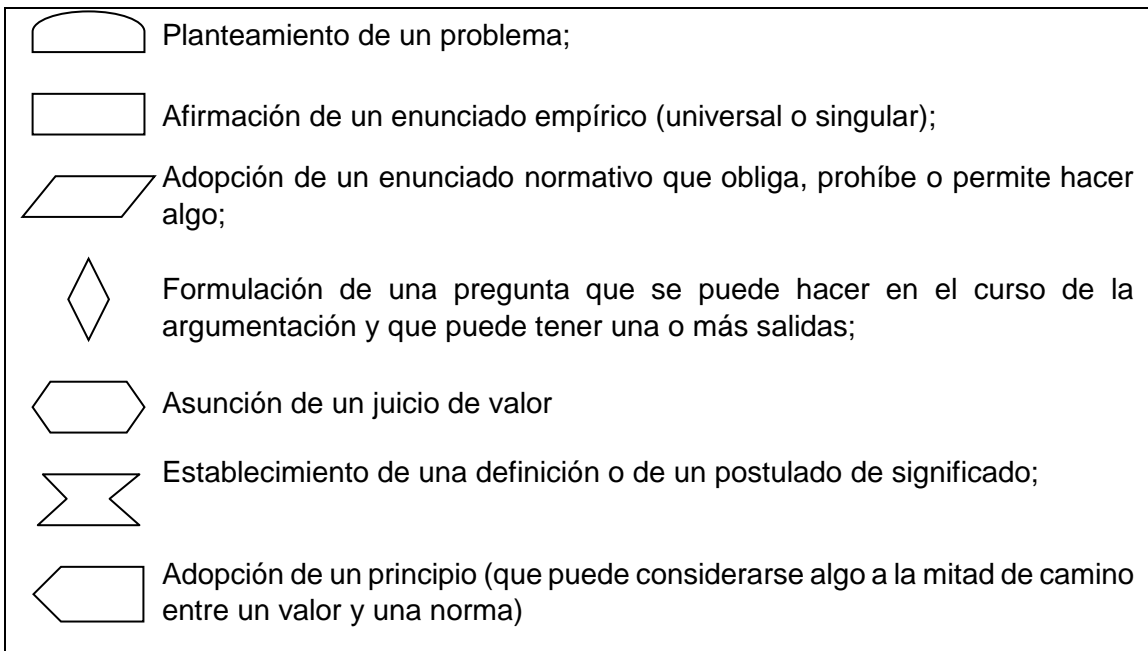 Planteamiento de un problema;
Afirmación de un enunciado empírico (universal o singular);
Adopción de un enunciado normativo que obliga, prohíbe o permite hacer
algo;
Formulación de una pregunta que se puede hacer en el curso de la
argumentación y que puede tener una o más salidas;
Asunción de un juicio de valor
Establecimiento de una definición o de un postulado de significado;
Adopción de un principio (que puede considerarse algo a la mitad de camino
entre un valor y una norma)